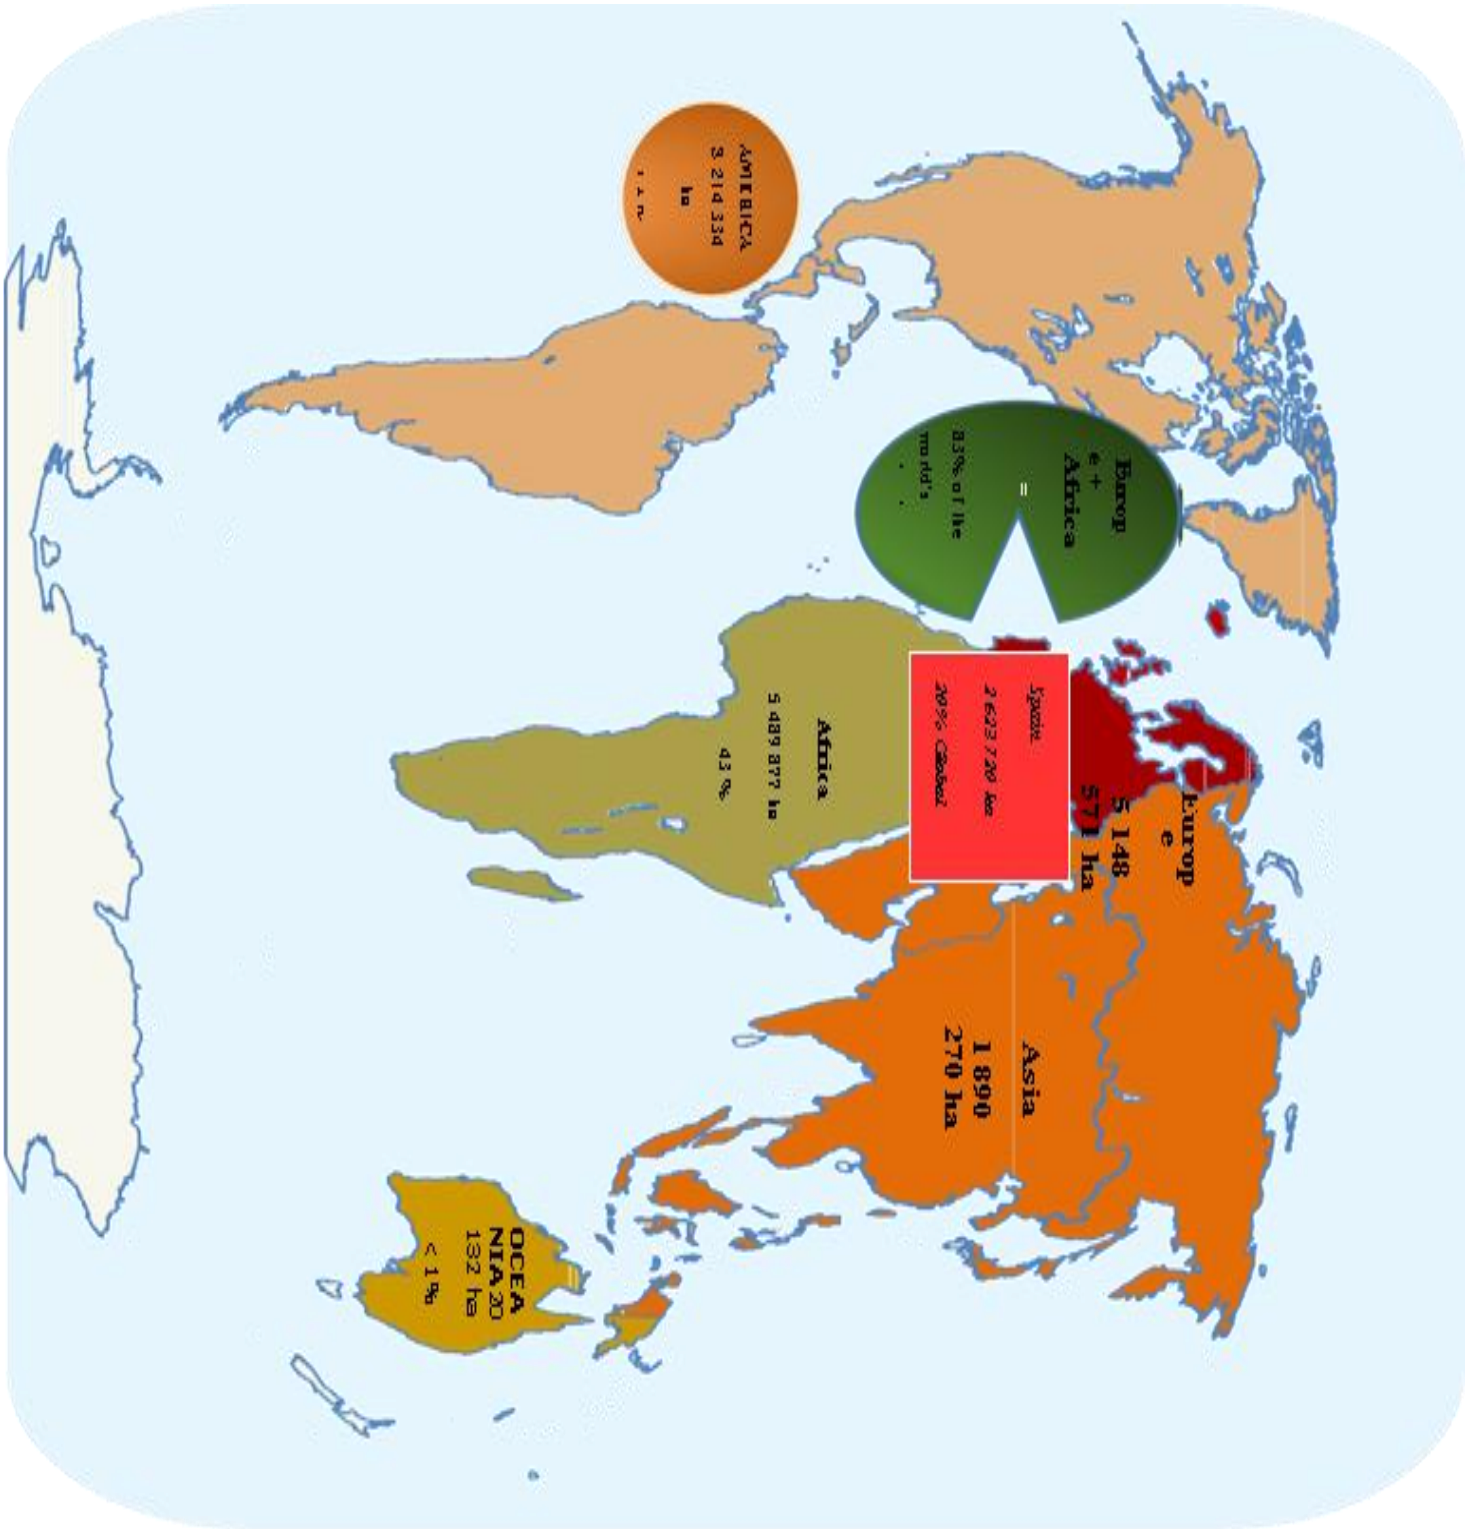 AMERICA
3 214 334
ha
Europ
e +
Africa
=
83% of the
world's
Spain
2 623 720 ha
20% Global
Europ
e
5 148
571 ha
Africa
5 489 877 ha
43 %
Asia
1 890
270 ha
OCEA
NIA 20
132 ha
< 1%